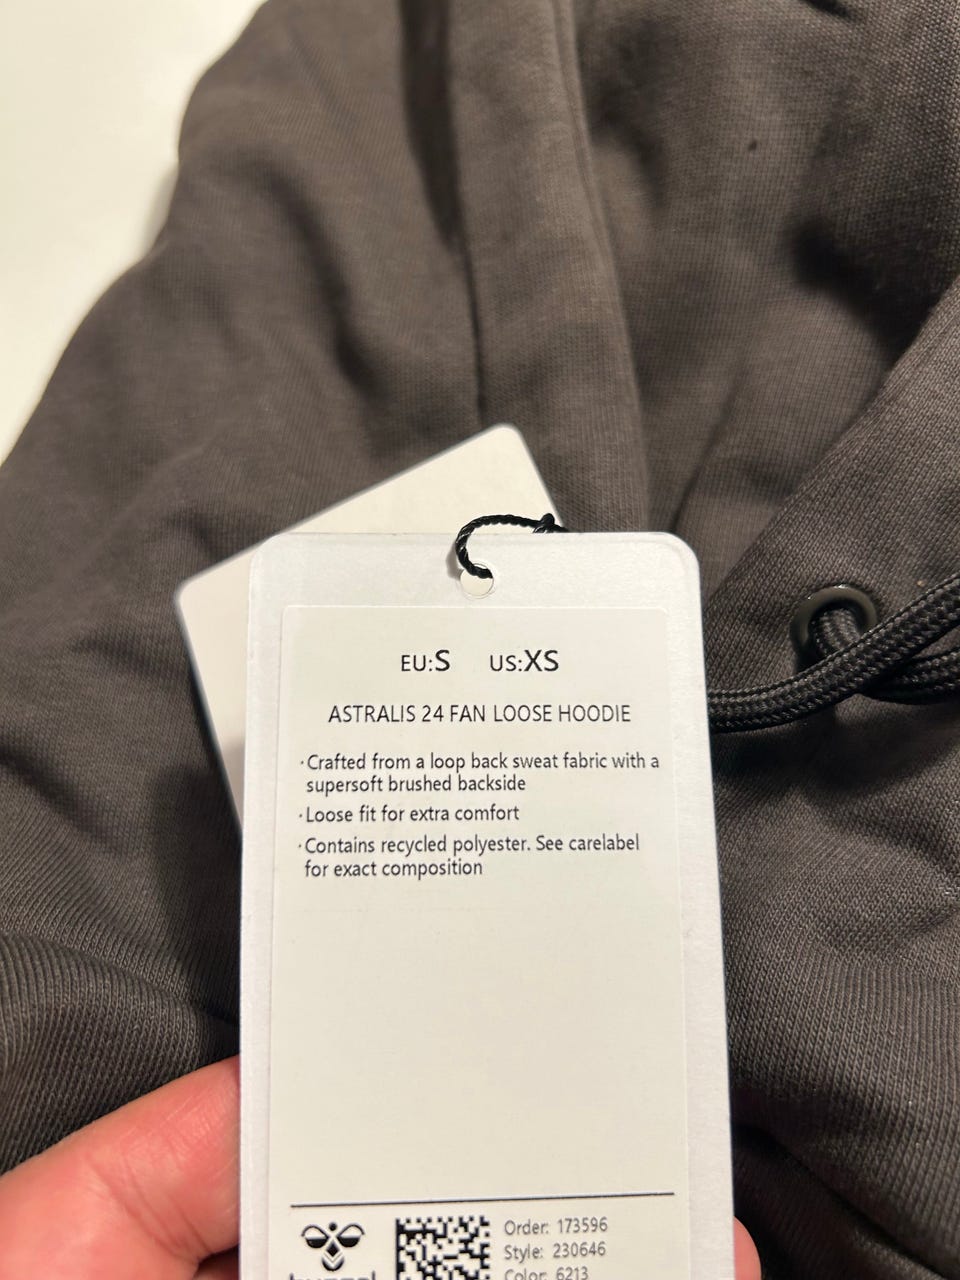 EU:S US:XS
ASTRALIS 24 FAN LOOSE HOODIE
· Crafted from a loop back sweat fabric with a
supersoft brushed backside
· Loose fit for extra comfort
· Contains recycled polyester. See carelabel
for exact composition
Order: 173596
Style: 230646
Color: 6213